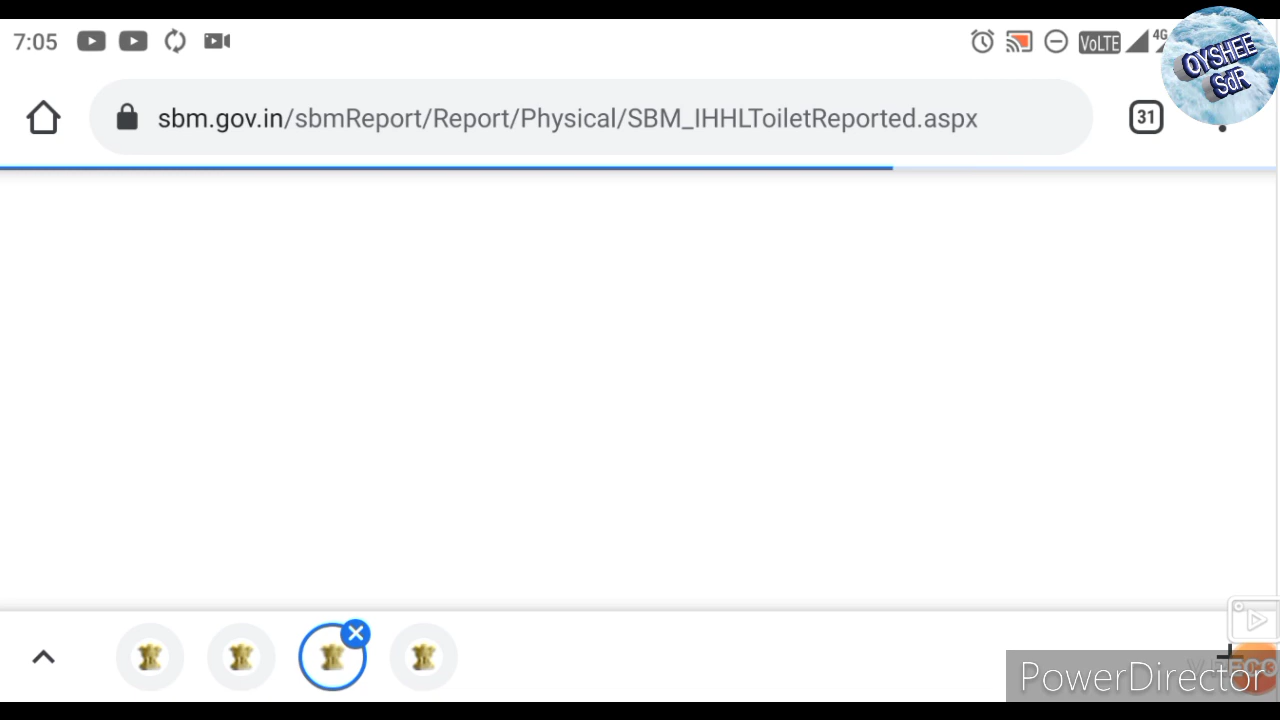 7:05
VoLTE
4G
OYSHEE
SdR
sbm.gov.in/sbmReport/Report/Physical/SBM_IHHLToiletReported.aspx
31
PowerDirector